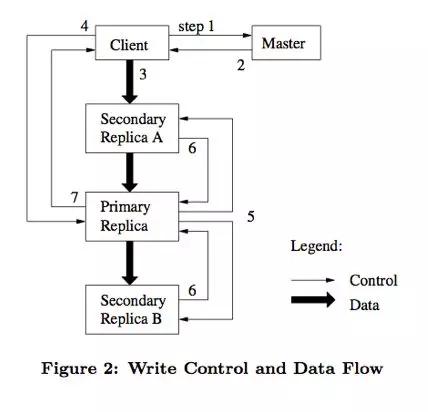 4
step 1
Client
Master
2
3
Secondary
Replica A
6
7
Primary
Replica
5
Legend:
Control
Data
6
Secondary
Replica B
Figure 2: Write Control and Data Flow